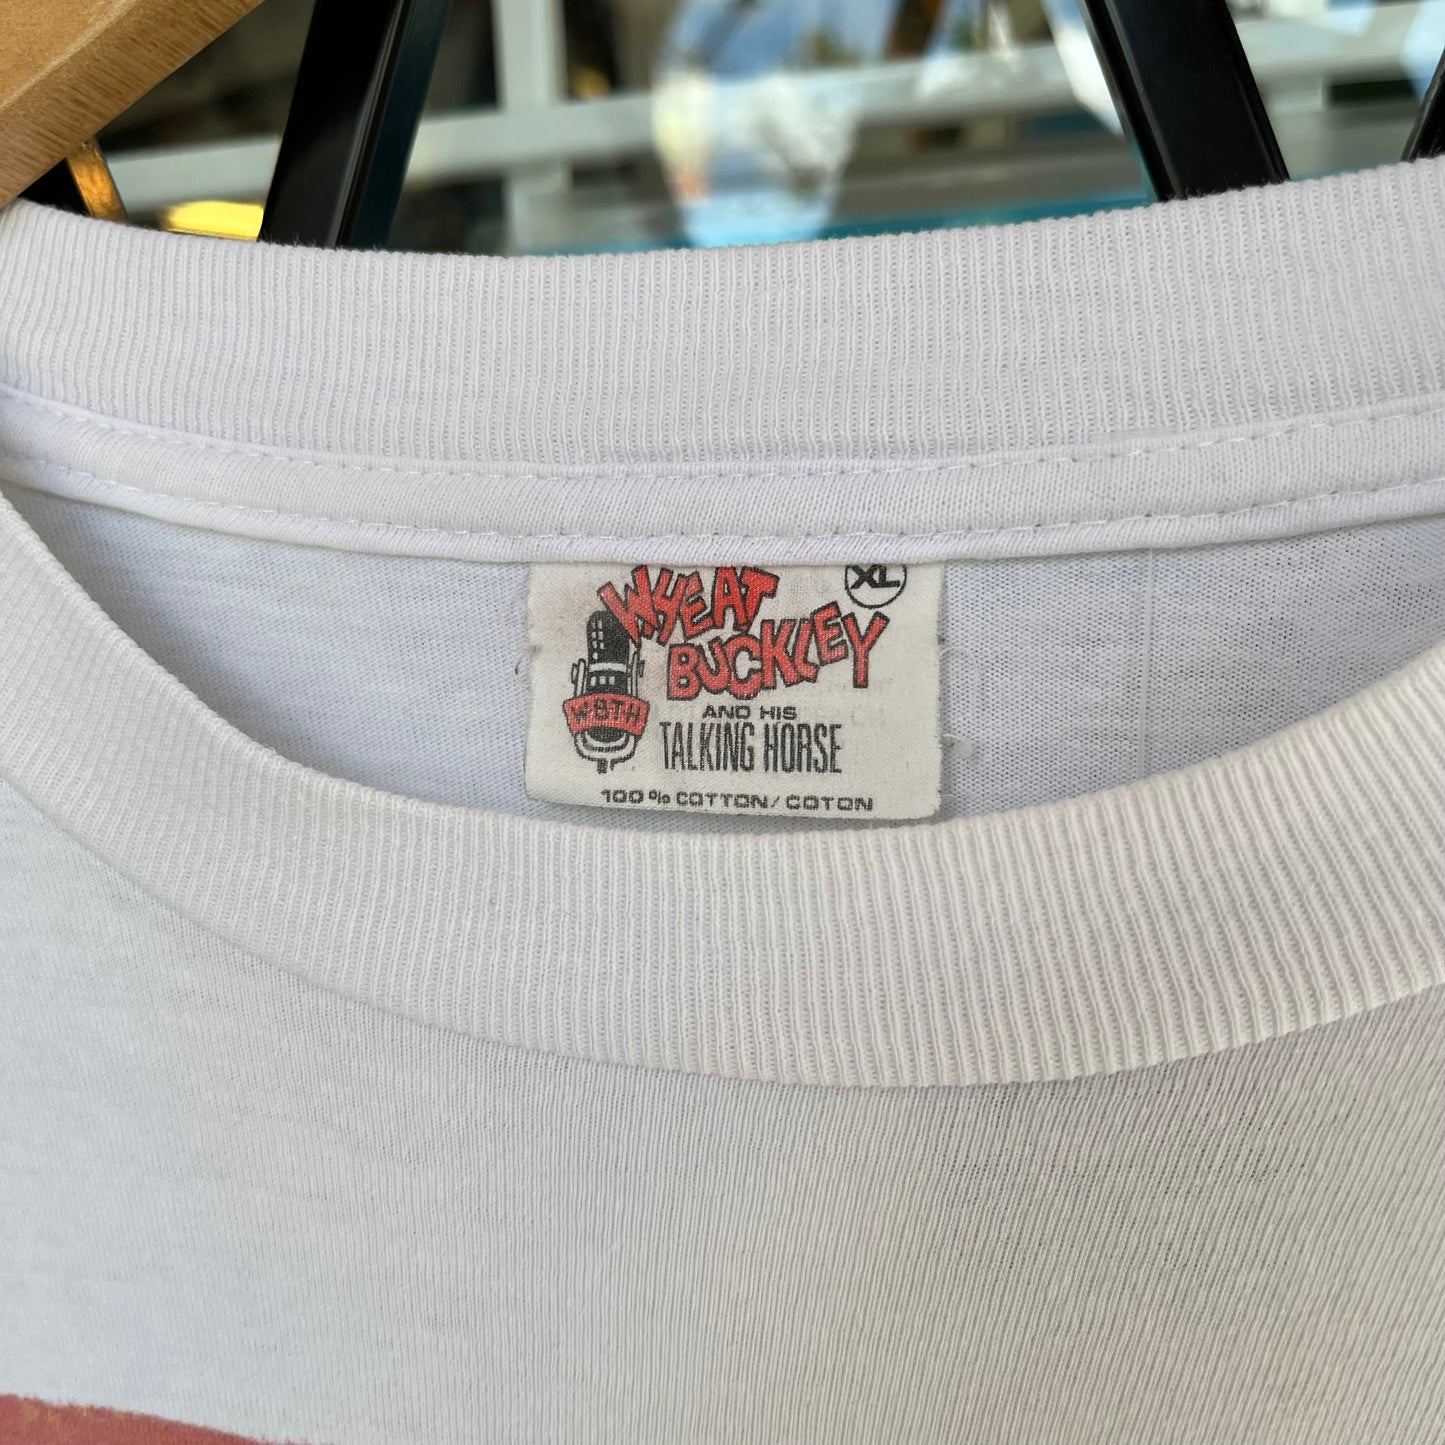 XL
WHEAT
BUCKLEY
WBTH
AND HIS
TALKING HORSE
100% COTTON/COTON